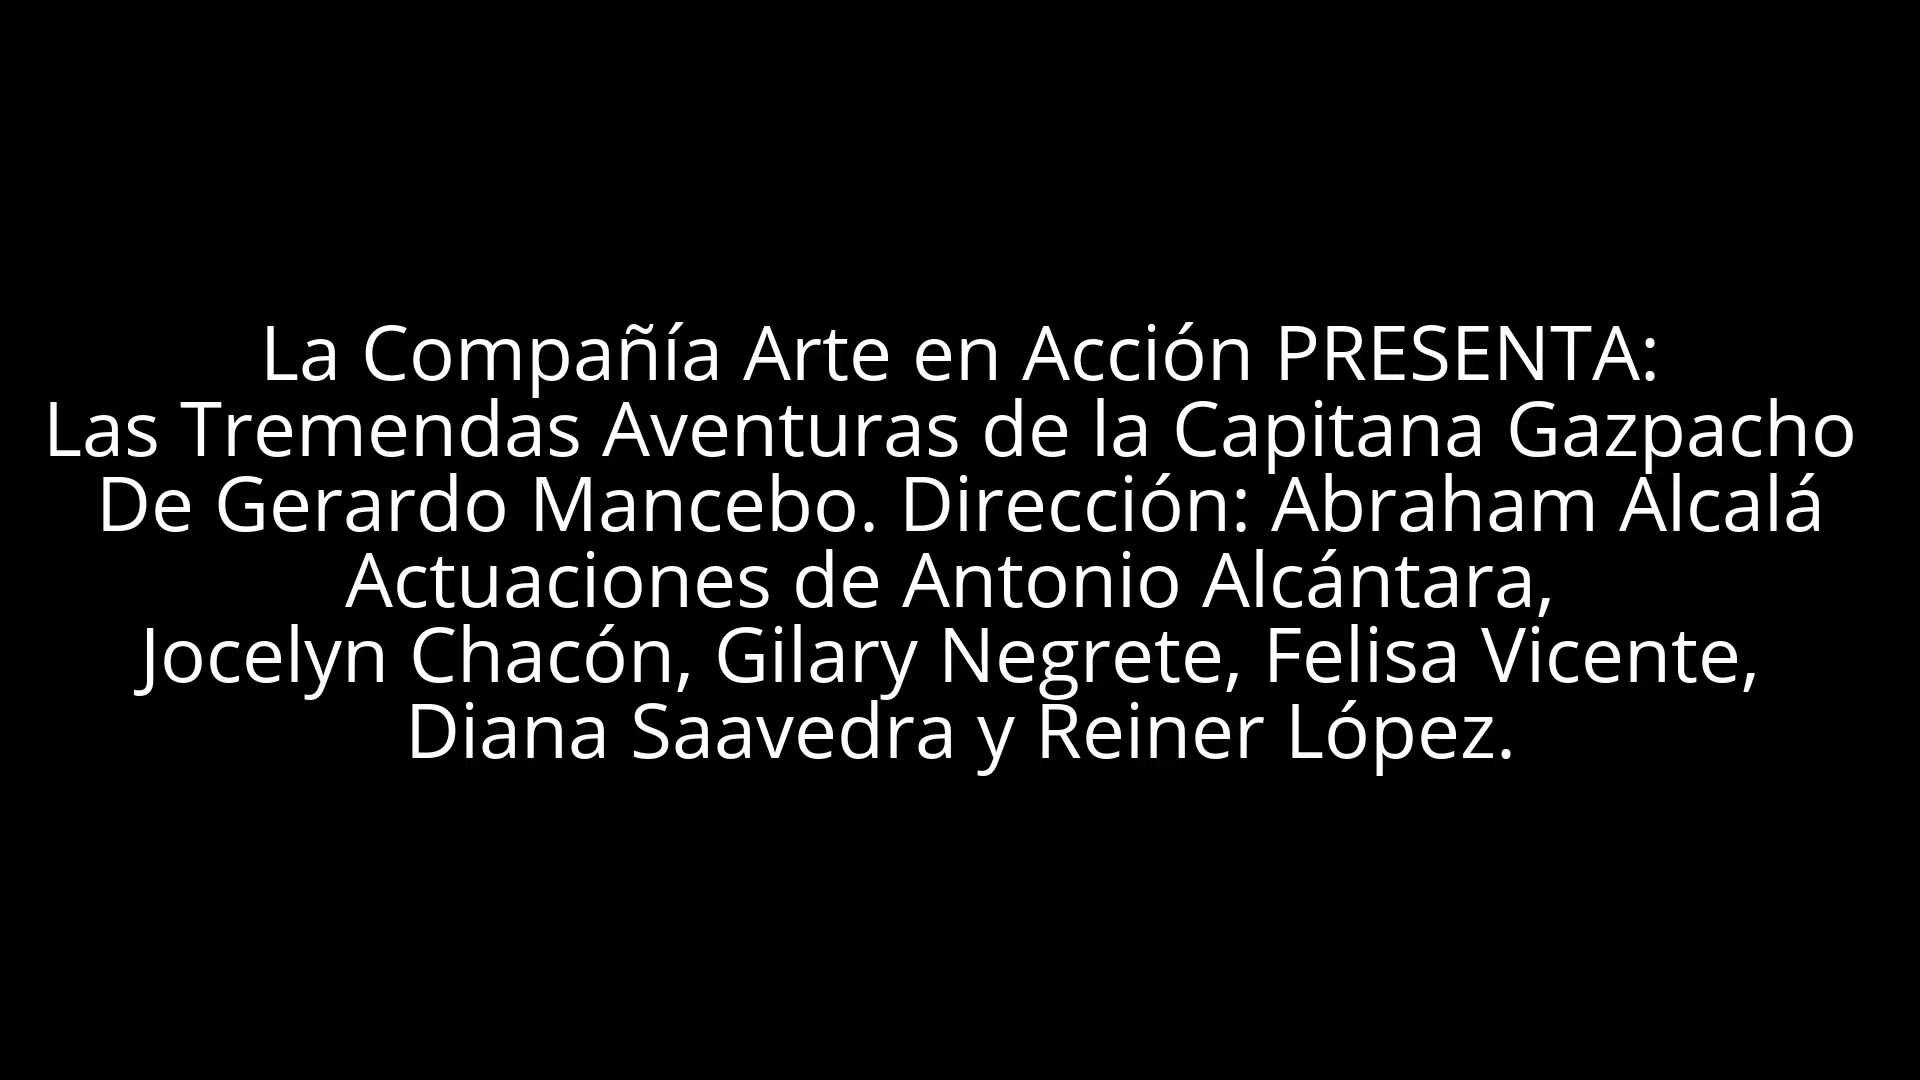 La Compañía Arte en Acción PRESENTA:
Las Tremendas Aventuras de la Capitana Gazpacho
De Gerardo Mancebo. Dirección: Abraham Alcalá
Actuaciones de Antonio Alcántara,
Jocelyn Chacón, Gilary Negrete, Felisa Vicente,
Diana Saavedra y Reiner López.